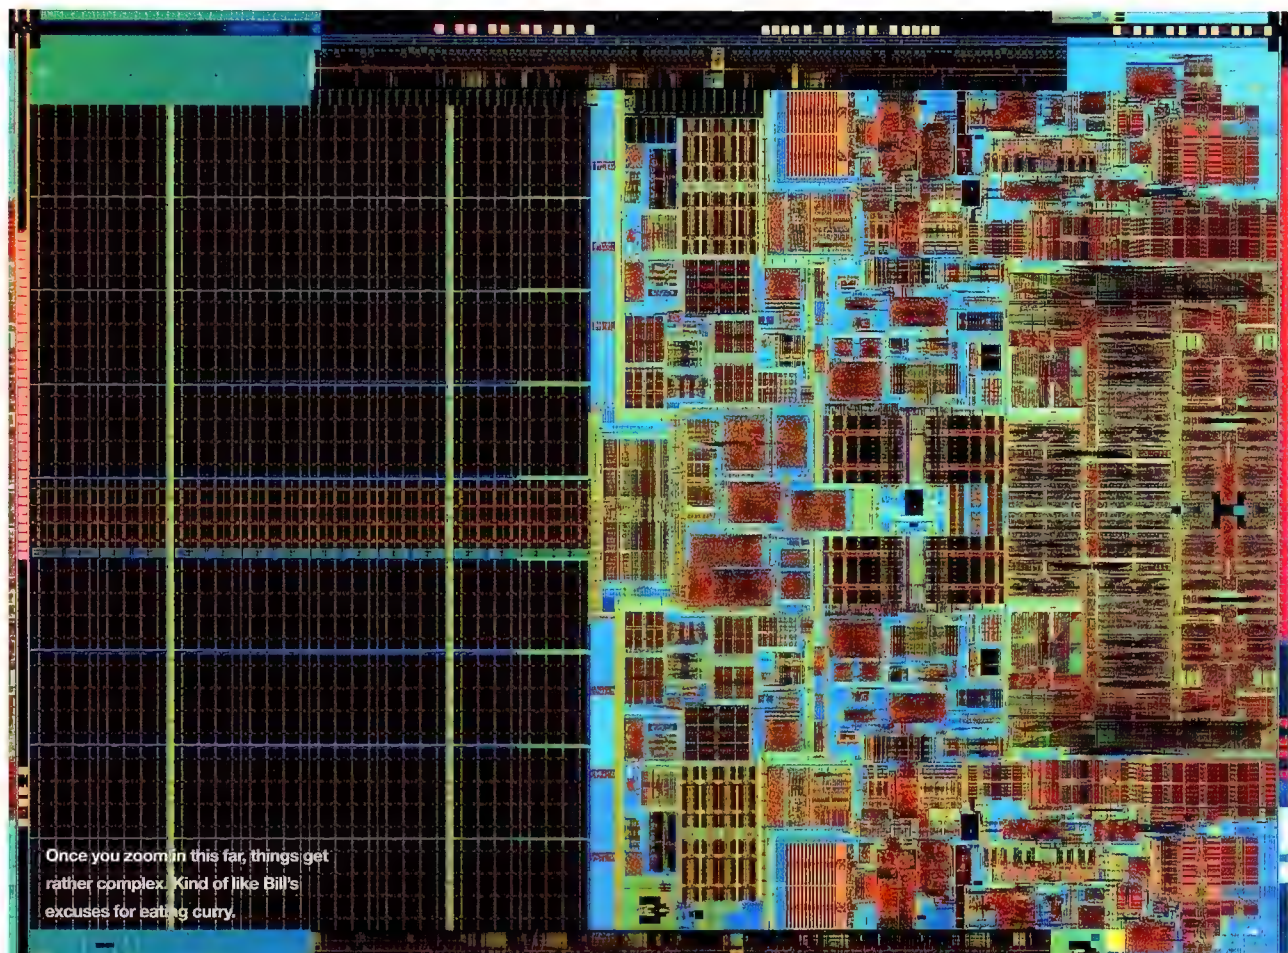 Once you zoom in this far, things get
rather complex. Kind of like Bill's
excuses for eating curry.